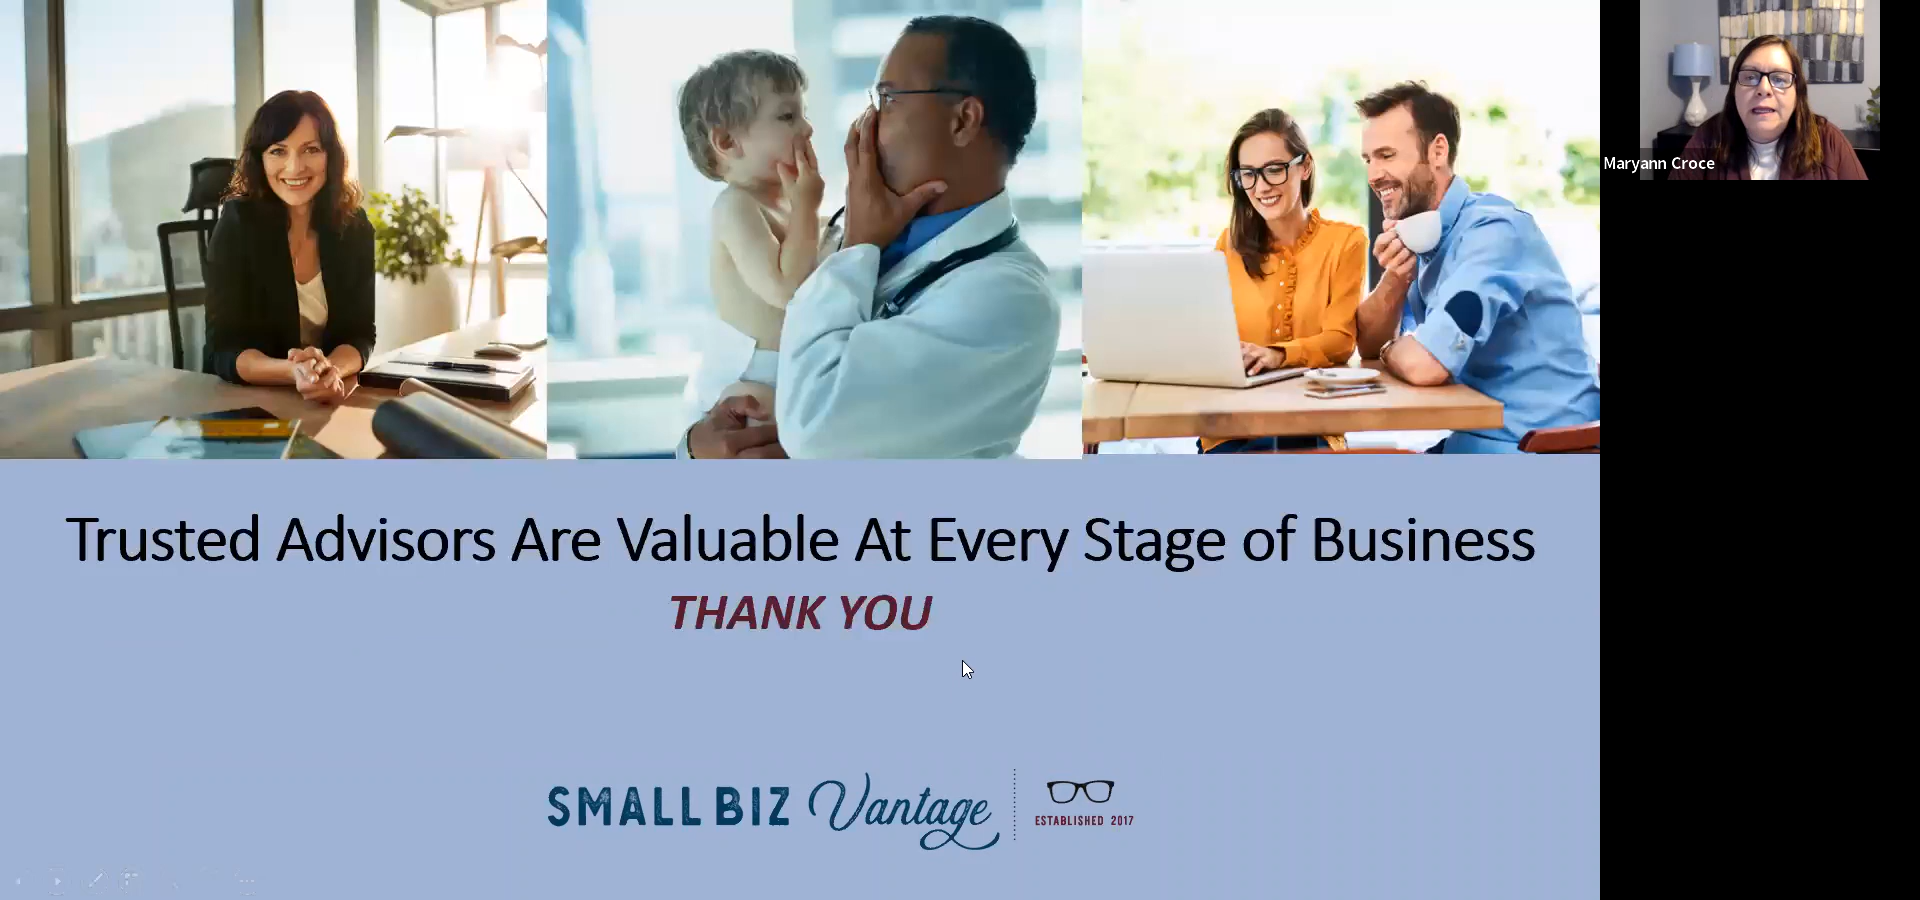 Maryann Croce
Trusted Advisors Are Valuable At Every Stage of Business
THANK YOU
SMALL BIZ Vantage
ESTABLISHED 2017